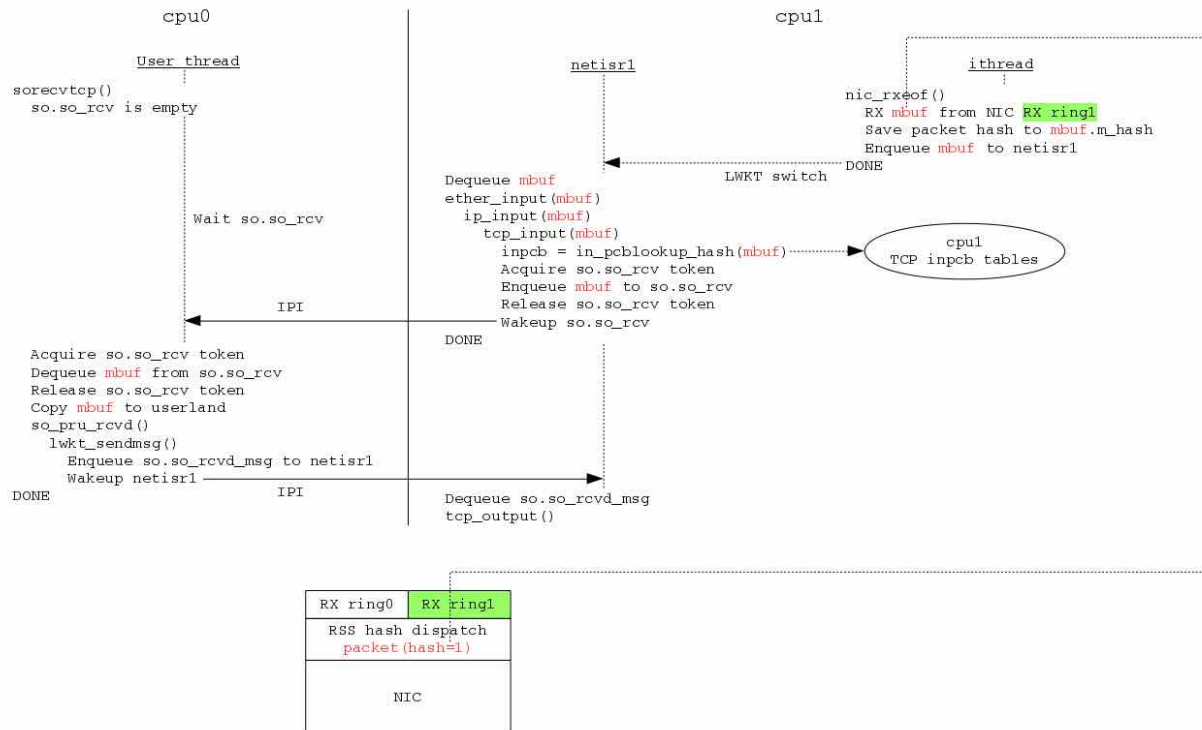 cpu0
cpu1
User thread
sorecvtcp()
so.so_rcv is empty
Wait so.so_rcv
netisr1
ithread
nic_rxeof()
RX mbuf from NIC RX ring1
Save packet hash to mbuf.m_hash
Enqueue mbuf to netisr1
DONE
LWKT switch
Dequeue mbuf
ether_input(mbuf)
ip_input(mbuf)
tcp_input(mbuf)
inpcb = in_pcblookup_hash(mbuf)
cpu1
TCP inpcb tables
Acquire so.so_rcv token
Enqueue mbuf to so.so_rcv
Release so.so_rcv token
Wakeup so.so_rcv
DONE
IPI
Acquire so.so_rcv token
Dequeue mbuf from so.so_rcv
Release so.so_rcv token
Copy mbuf to userland
so_pru_rcvd()
lwkt_sendmsg()
Enqueue so.so_rcvd_msg to netisr1
Wakeup netisr1
DONE
IPI
Dequeue so.so_rcvd_msg
tcp_output()
RX ring0
RX ring1
RSS hash dispatch
packet(hash=1)
NIC